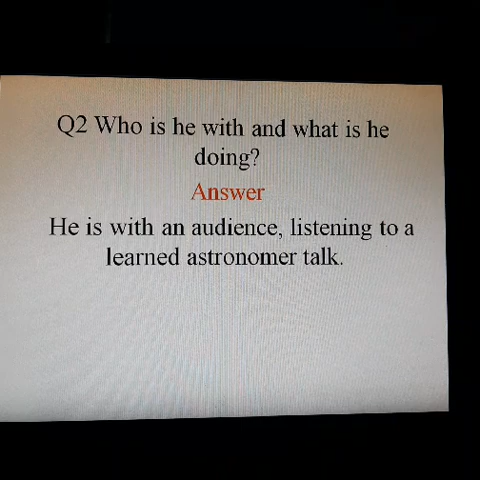 Q2 Who is he with and what is he
doing?
Answer
He is with an audience, listening to a
learned astronomer talk.